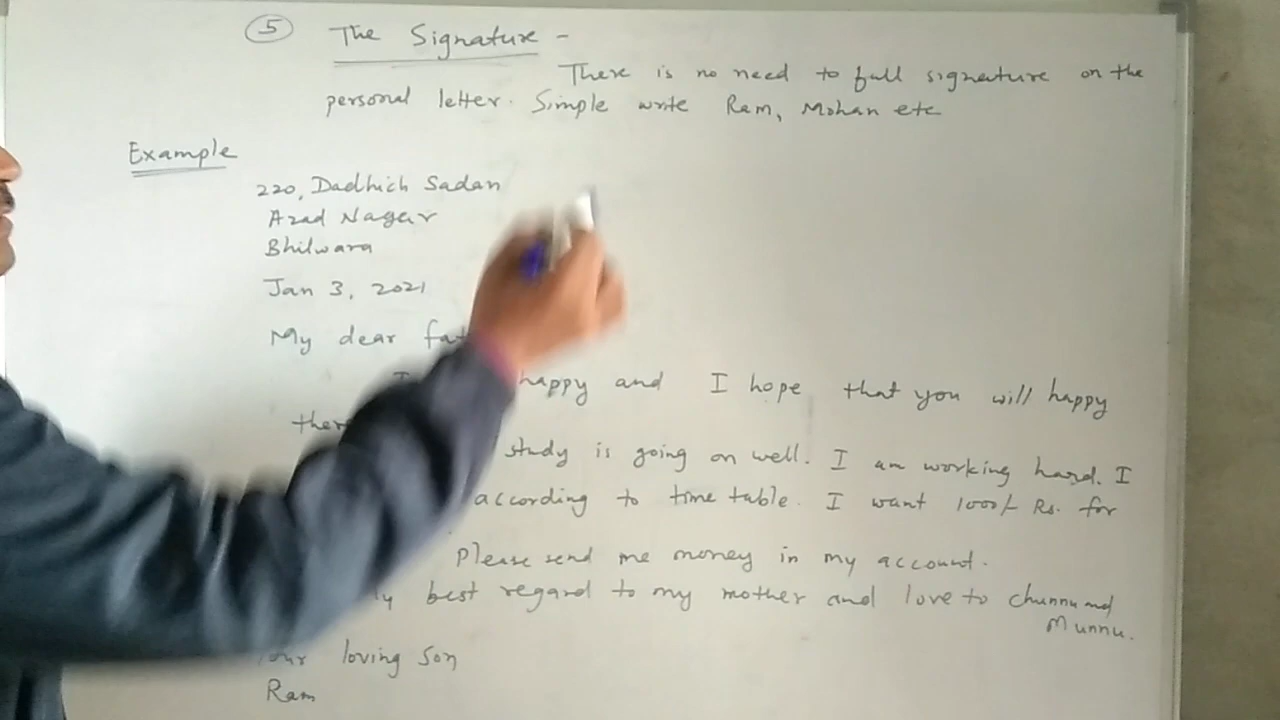 5 The Signature -
There is no need to full signature on the
personal letter. Simple write Ram, Mohan etc
Example
220, Dadhich Sadan
Azad Nagar
Bhilwara
Jan 3, 2021
My dear fat
happy and I hope that you will happy
ther
study is going on well. I am working hard. I
according to time table. I want 1000/- Rs. for
Please send me money in my account.
best regard to my mother and love to chunnu and
Munnu.
loving son
Ram